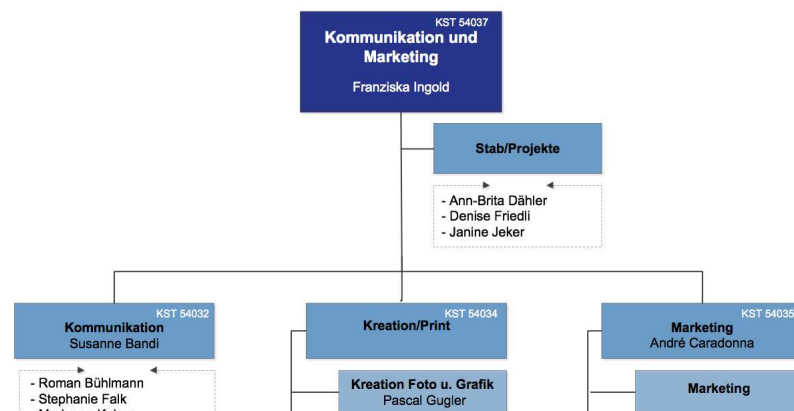 KST 54037
Kommunikation und
Marketing
Franziska Ingold
Stab/Projekte
- Ann-Brita Dähler
- Denise Friedli
- Janine Jeker
KST 54032
Kommunikation
Susanne Bandi
- Roman Bühlmann
- Stephanie Falk
KST 54034
Kreation/Print
Kreation Foto u. Grafik
Pascal Gugler
KST 54035
Marketing
André Caradonna
Marketing